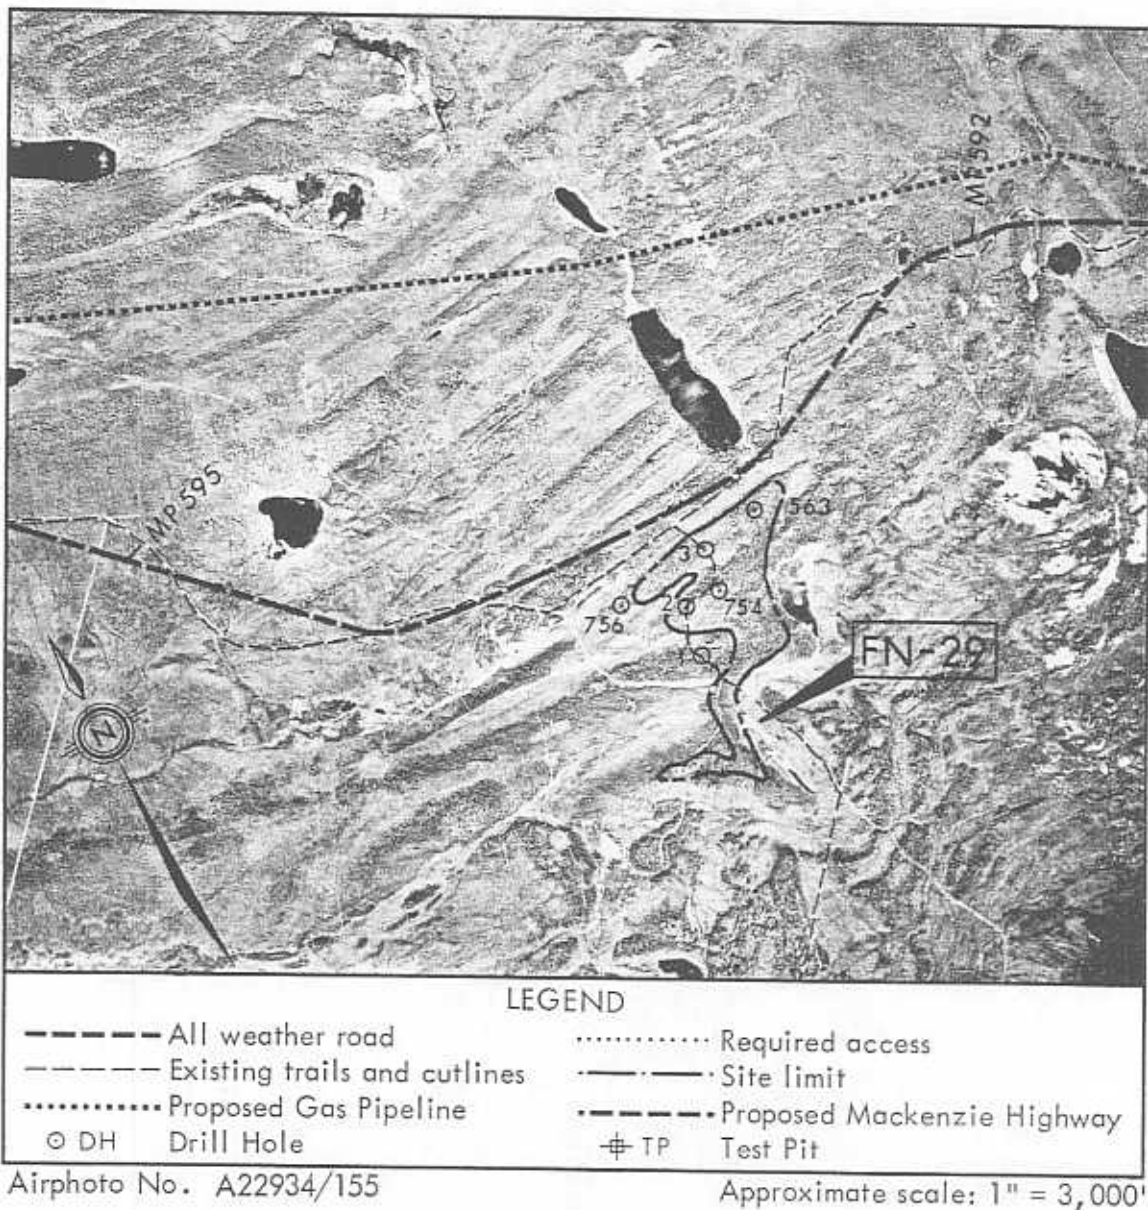 MP592
MP595
563
3
754
2
756
1
FN-29
N
LEGEND
All weather road
Required access
Existing trails and cutlines
Site limit
Proposed Gas Pipeline
Proposed Mackenzie Highway
DH Drill Hole
TP Test Pit
Airphoto No. A22934/155
Approximate scale: 1" = 3,000'